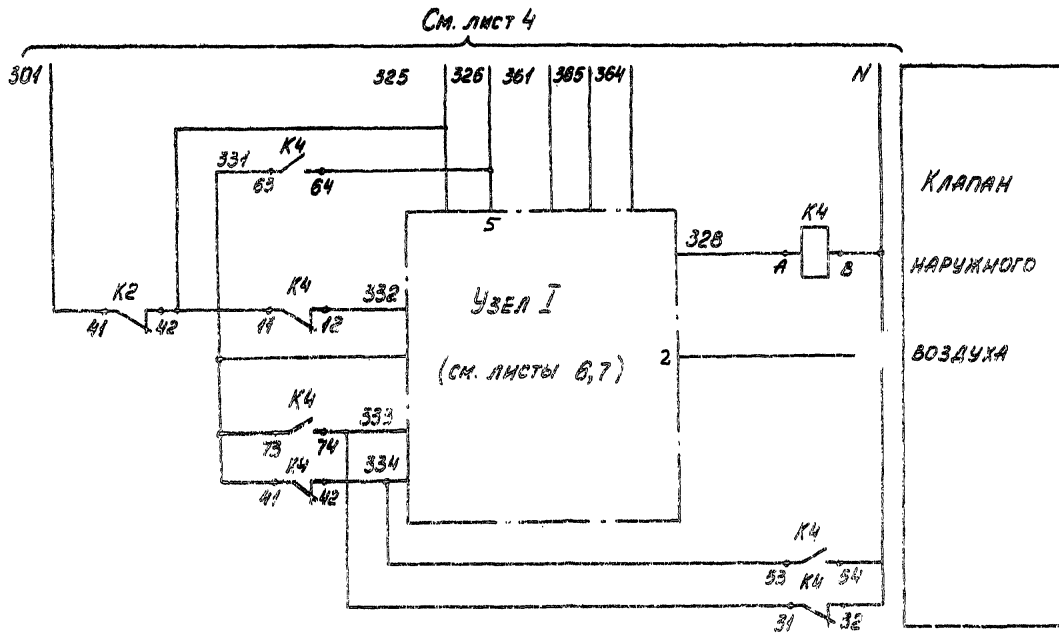 См. лист 4
301 325 326 361 365 364 N
331 К4
63 64
5
Клапан
К4
328
А В
наружного
К2 К4 332
41 42 11 12
Узел I
воздуха
(см. листы 6,7) 2
К4 333
73 74
К4 334
41 42
К4
53 54
К4
31 32